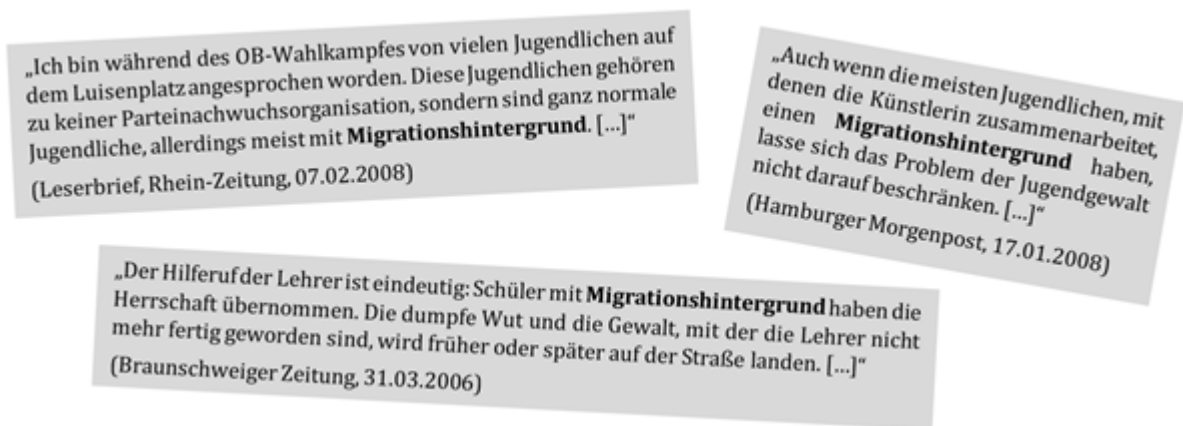 „Ich bin während des OB-Wahlkampfes von vielen Jugendlichen auf
dem Luisenplatz angesprochen worden. Diese Jugendlichen gehören
zu keiner Parteinachwuchsorganisation, sondern sind ganz normale
Jugendliche, allerdings meist mit Migrationshintergrund. [...]“
(Leserbrief, Rhein-Zeitung, 07.02.2008)
„Auch wenn die meisten Jugendlichen, mit
denen die Künstlerin zusammenarbeitet,
einen Migrationshintergrund haben,
lasse sich das Problem der Jugendgewalt
nicht darauf beschränken. [...]“
(Hamburger Morgenpost, 17.01.2008)
„Der Hilferuf der Lehrer ist eindeutig: Schüler mit Migrationshintergrund haben die
Herrschaft übernommen. Die dumpfe Wut und die Gewalt, mit der die Lehrer nicht
mehr fertig geworden sind, wird früher oder später auf der Straße landen. [...]“
(Braunschweiger Zeitung, 31.03.2006)